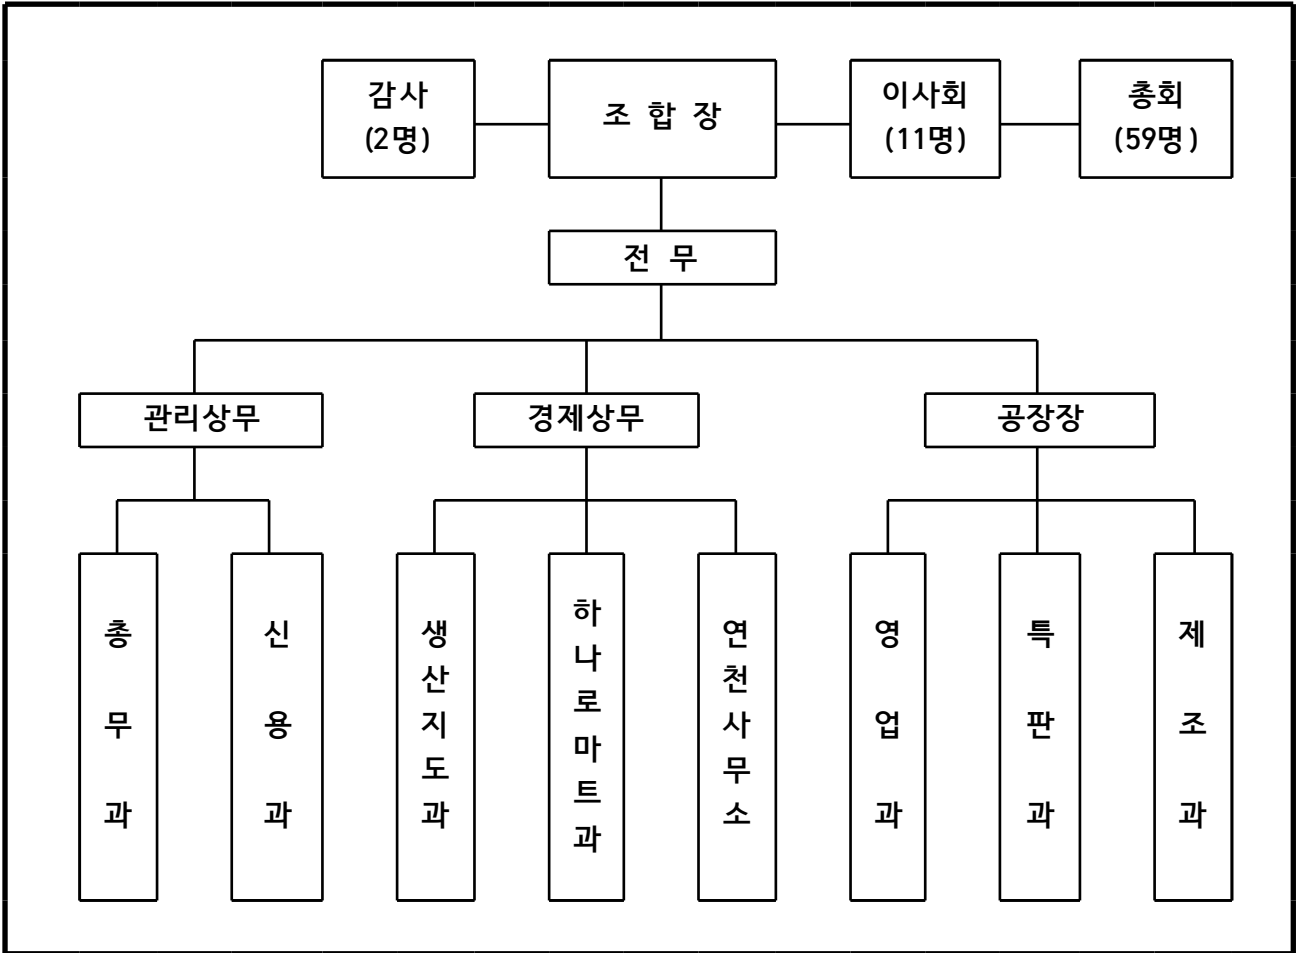 감사
(2명)
조 합 장
이사회
(11명)
총회
(59명)
전 무
관리상무
경제상무
공장장
총무과
신용과
생산지도과
하나로마트과
연천사무소
영업과
특판과
제조과